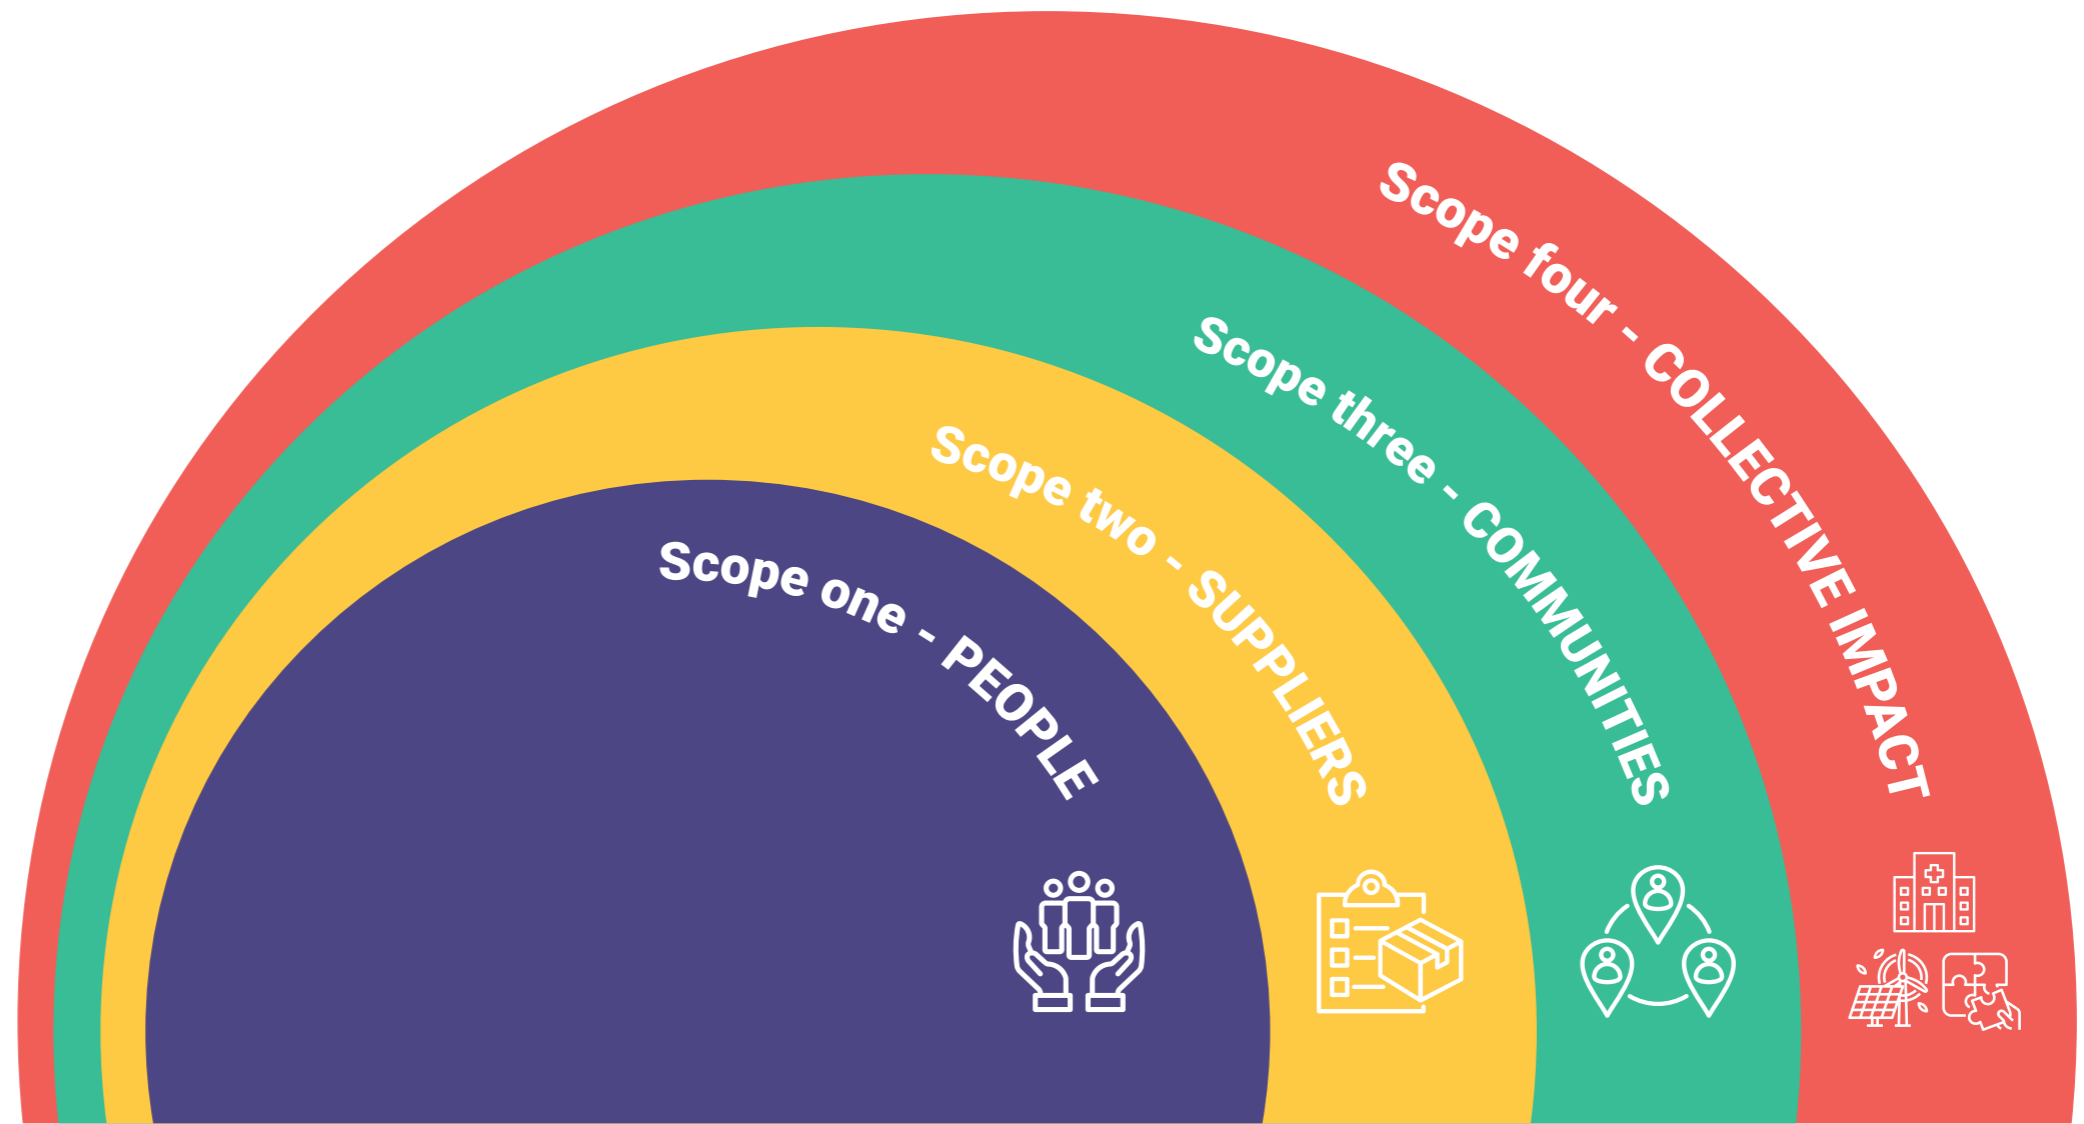 Scope four - COLLECTIVE IMPACT
Scope three - COMMUNITIES
Scope two - SUPPLIERS
Scope one - PEOPLE